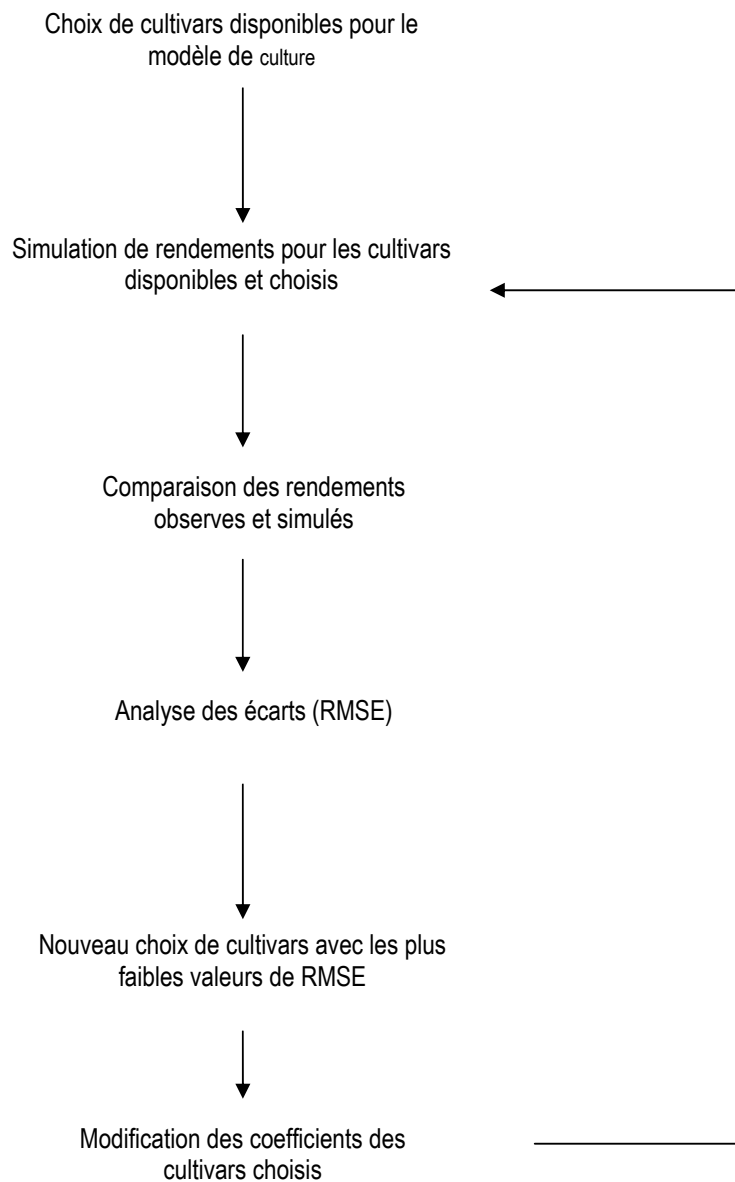 Choix de cultivars disponibles pour le
modèle de culture
Simulation de rendements pour les cultivars
disponibles et choisis
Comparaison des rendements
observes et simulés
Analyse des écarts (RMSE)
Nouveau choix de cultivars avec les plus
faibles valeurs de RMSE
Modification des coefficients des
cultivars choisis